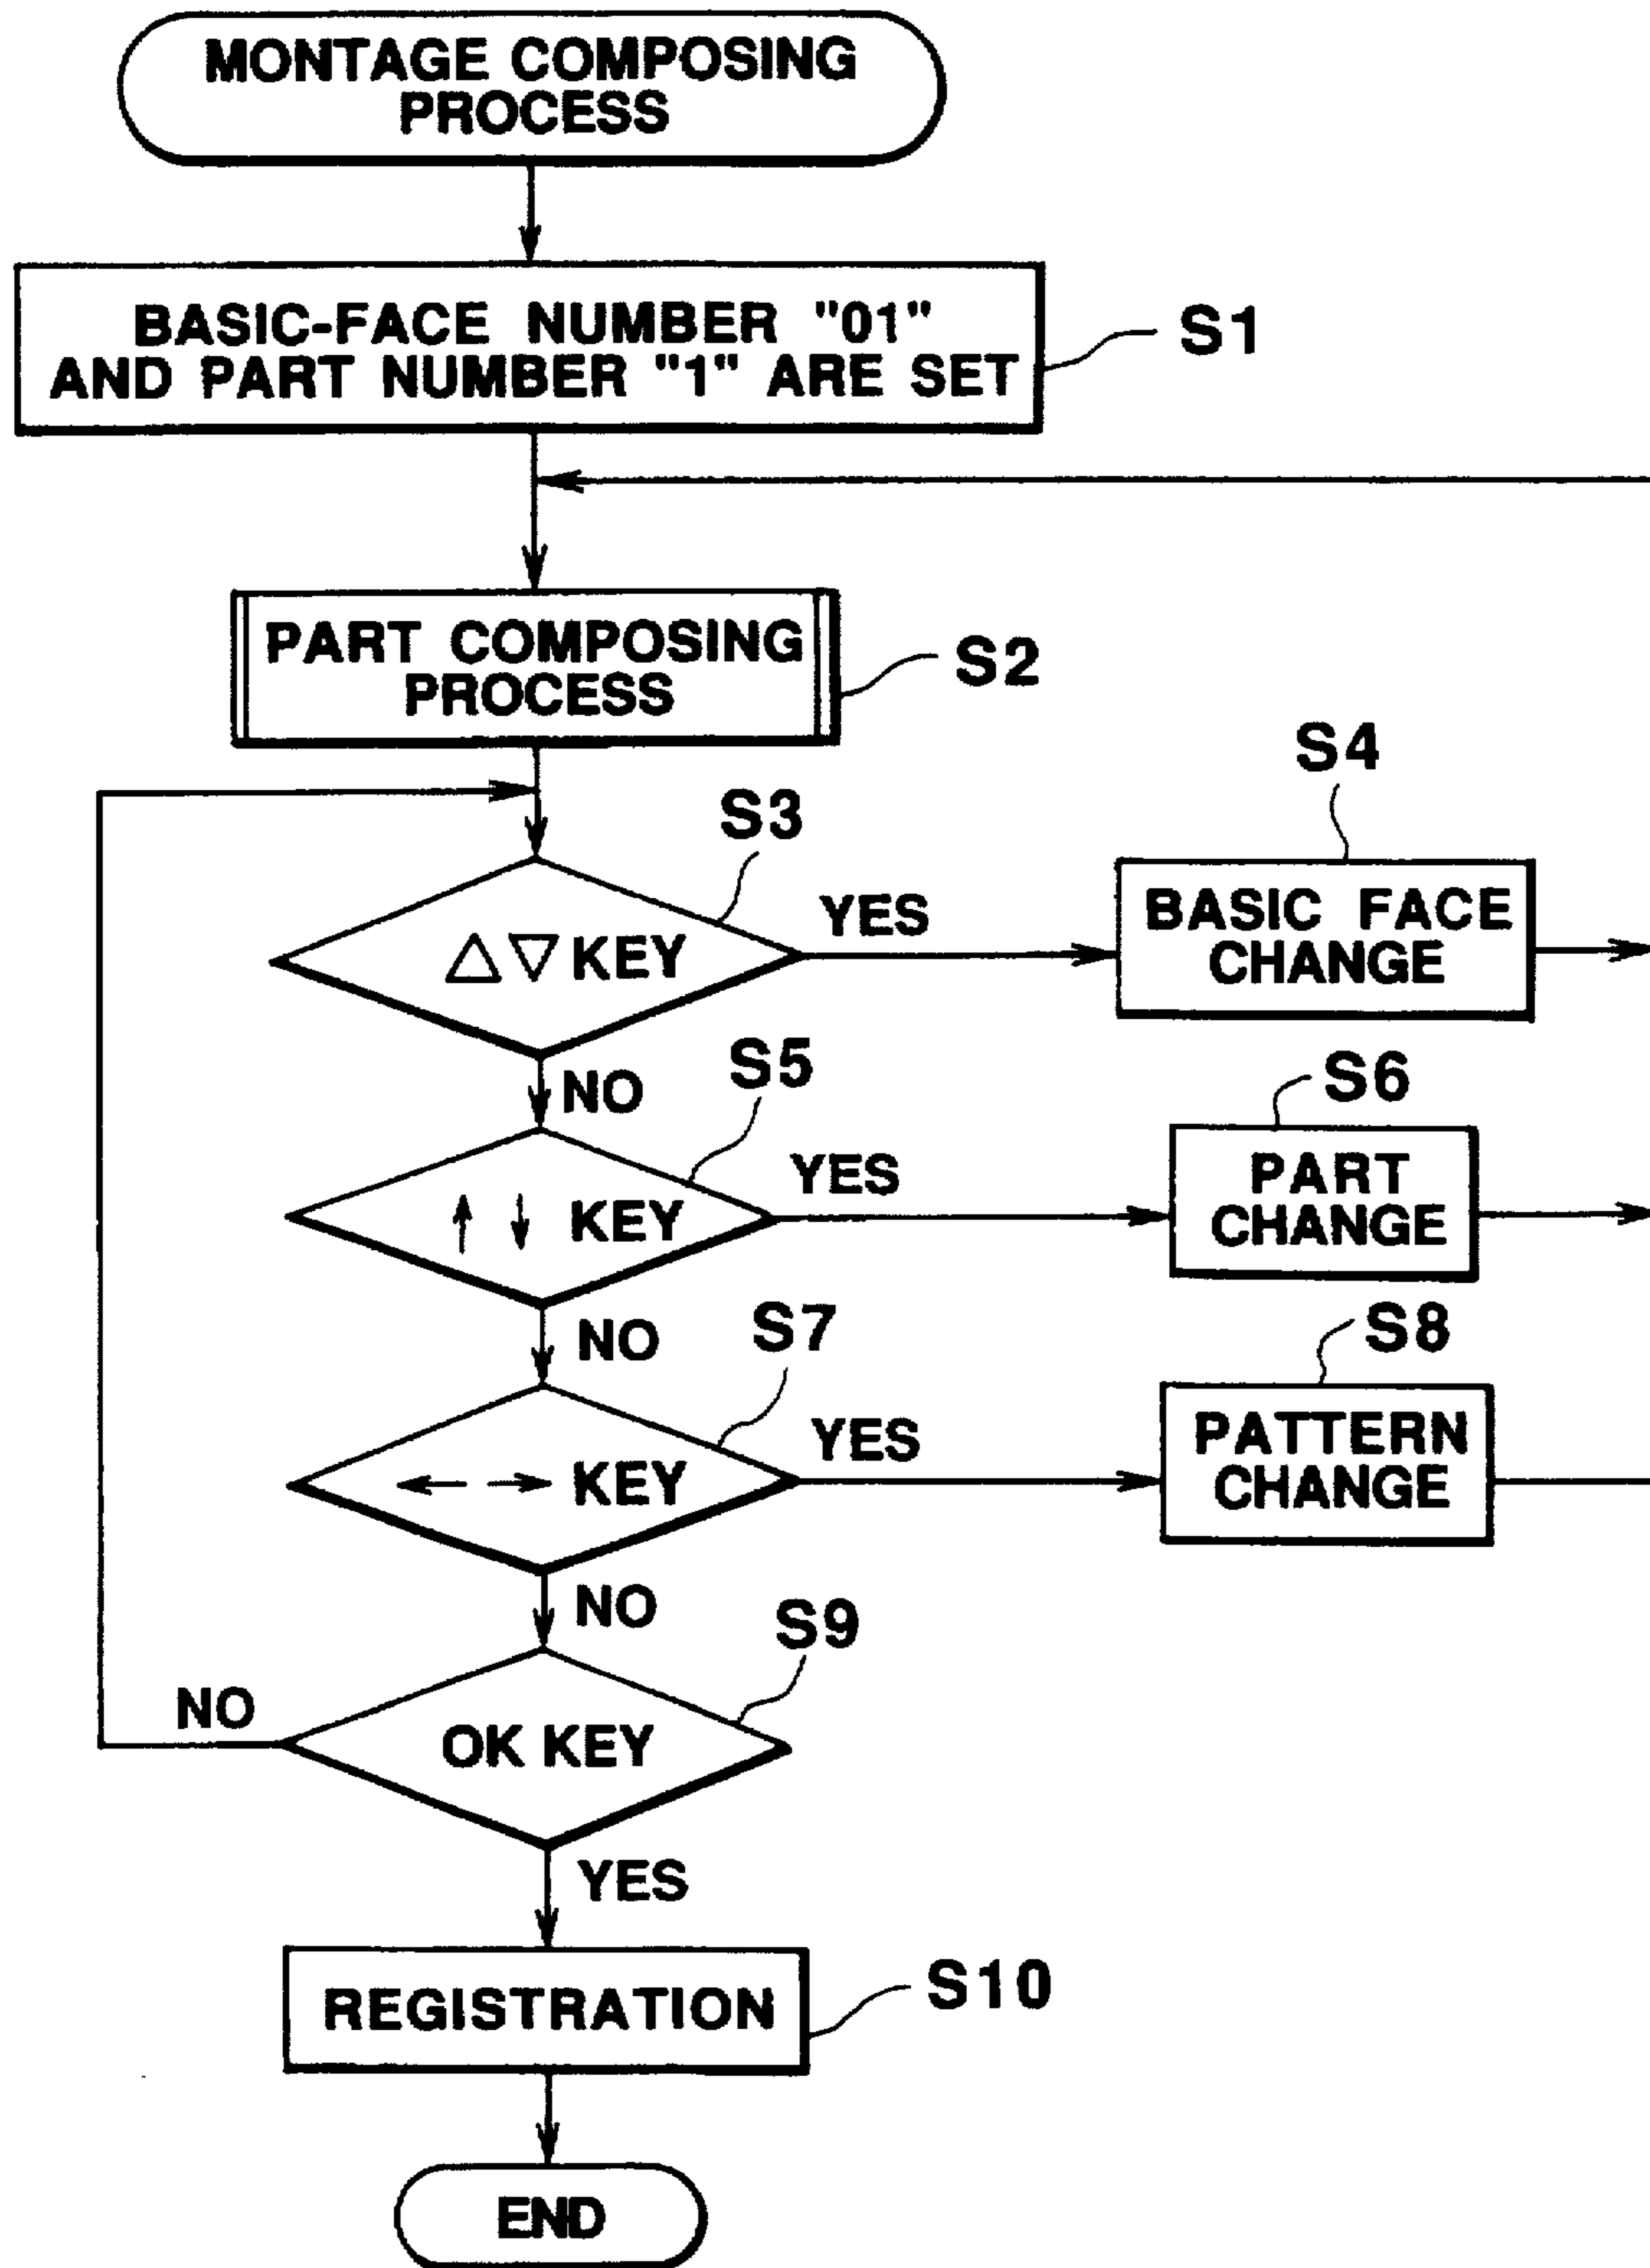 MONTAGE COMPOSING
PROCESS
BASIC-FACE NUMBER "01"
AND PART NUMBER "1" ARE SET
S1
PART COMPOSING
PROCESS
S2
S3
△ ▽ KEY
YES
S4
BASIC FACE
CHANGE
NO
S5
↑ ↓ KEY
YES
S6
PART
CHANGE
NO
S7
← → KEY
YES
S8
PATTERN
CHANGE
NO
S9
OK KEY
NO
YES
REGISTRATION
S10
END